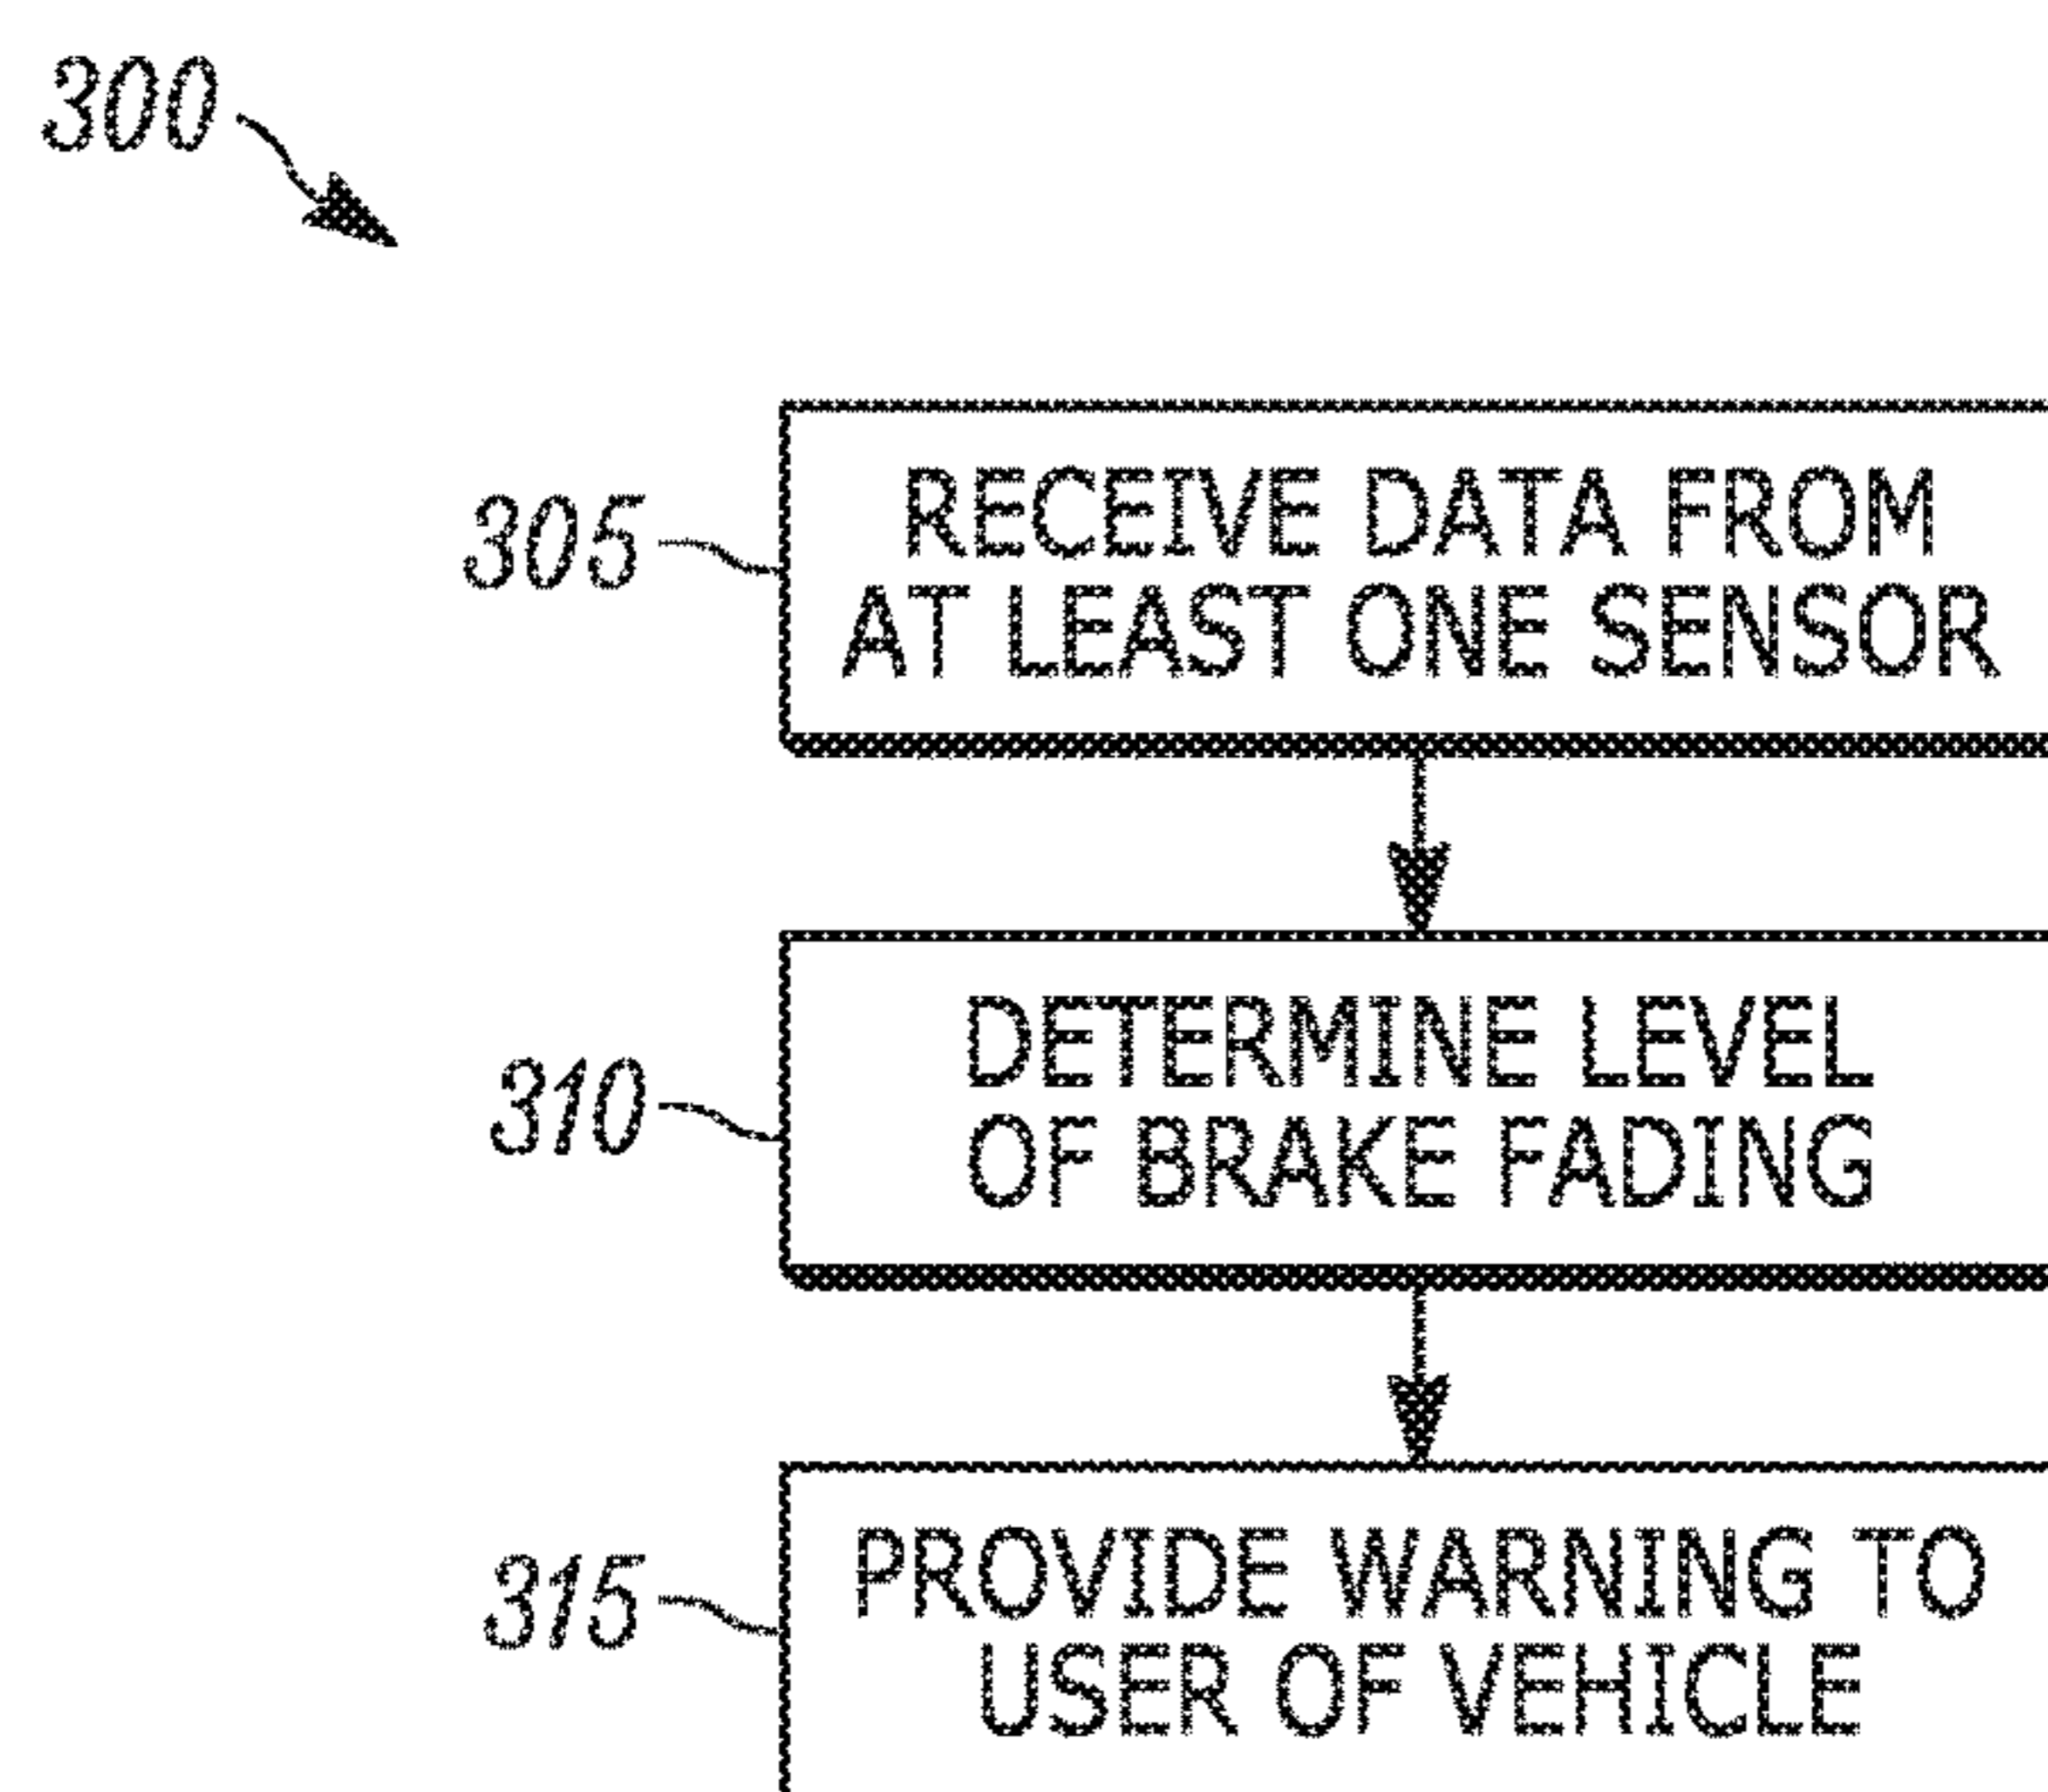 300
305
RECEIVE DATA FROM
AT LEAST ONE SENSOR
310
DETERMINE LEVEL
OF BRAKE FADING
315
PROVIDE WARNING TO
USER OF VEHICLE